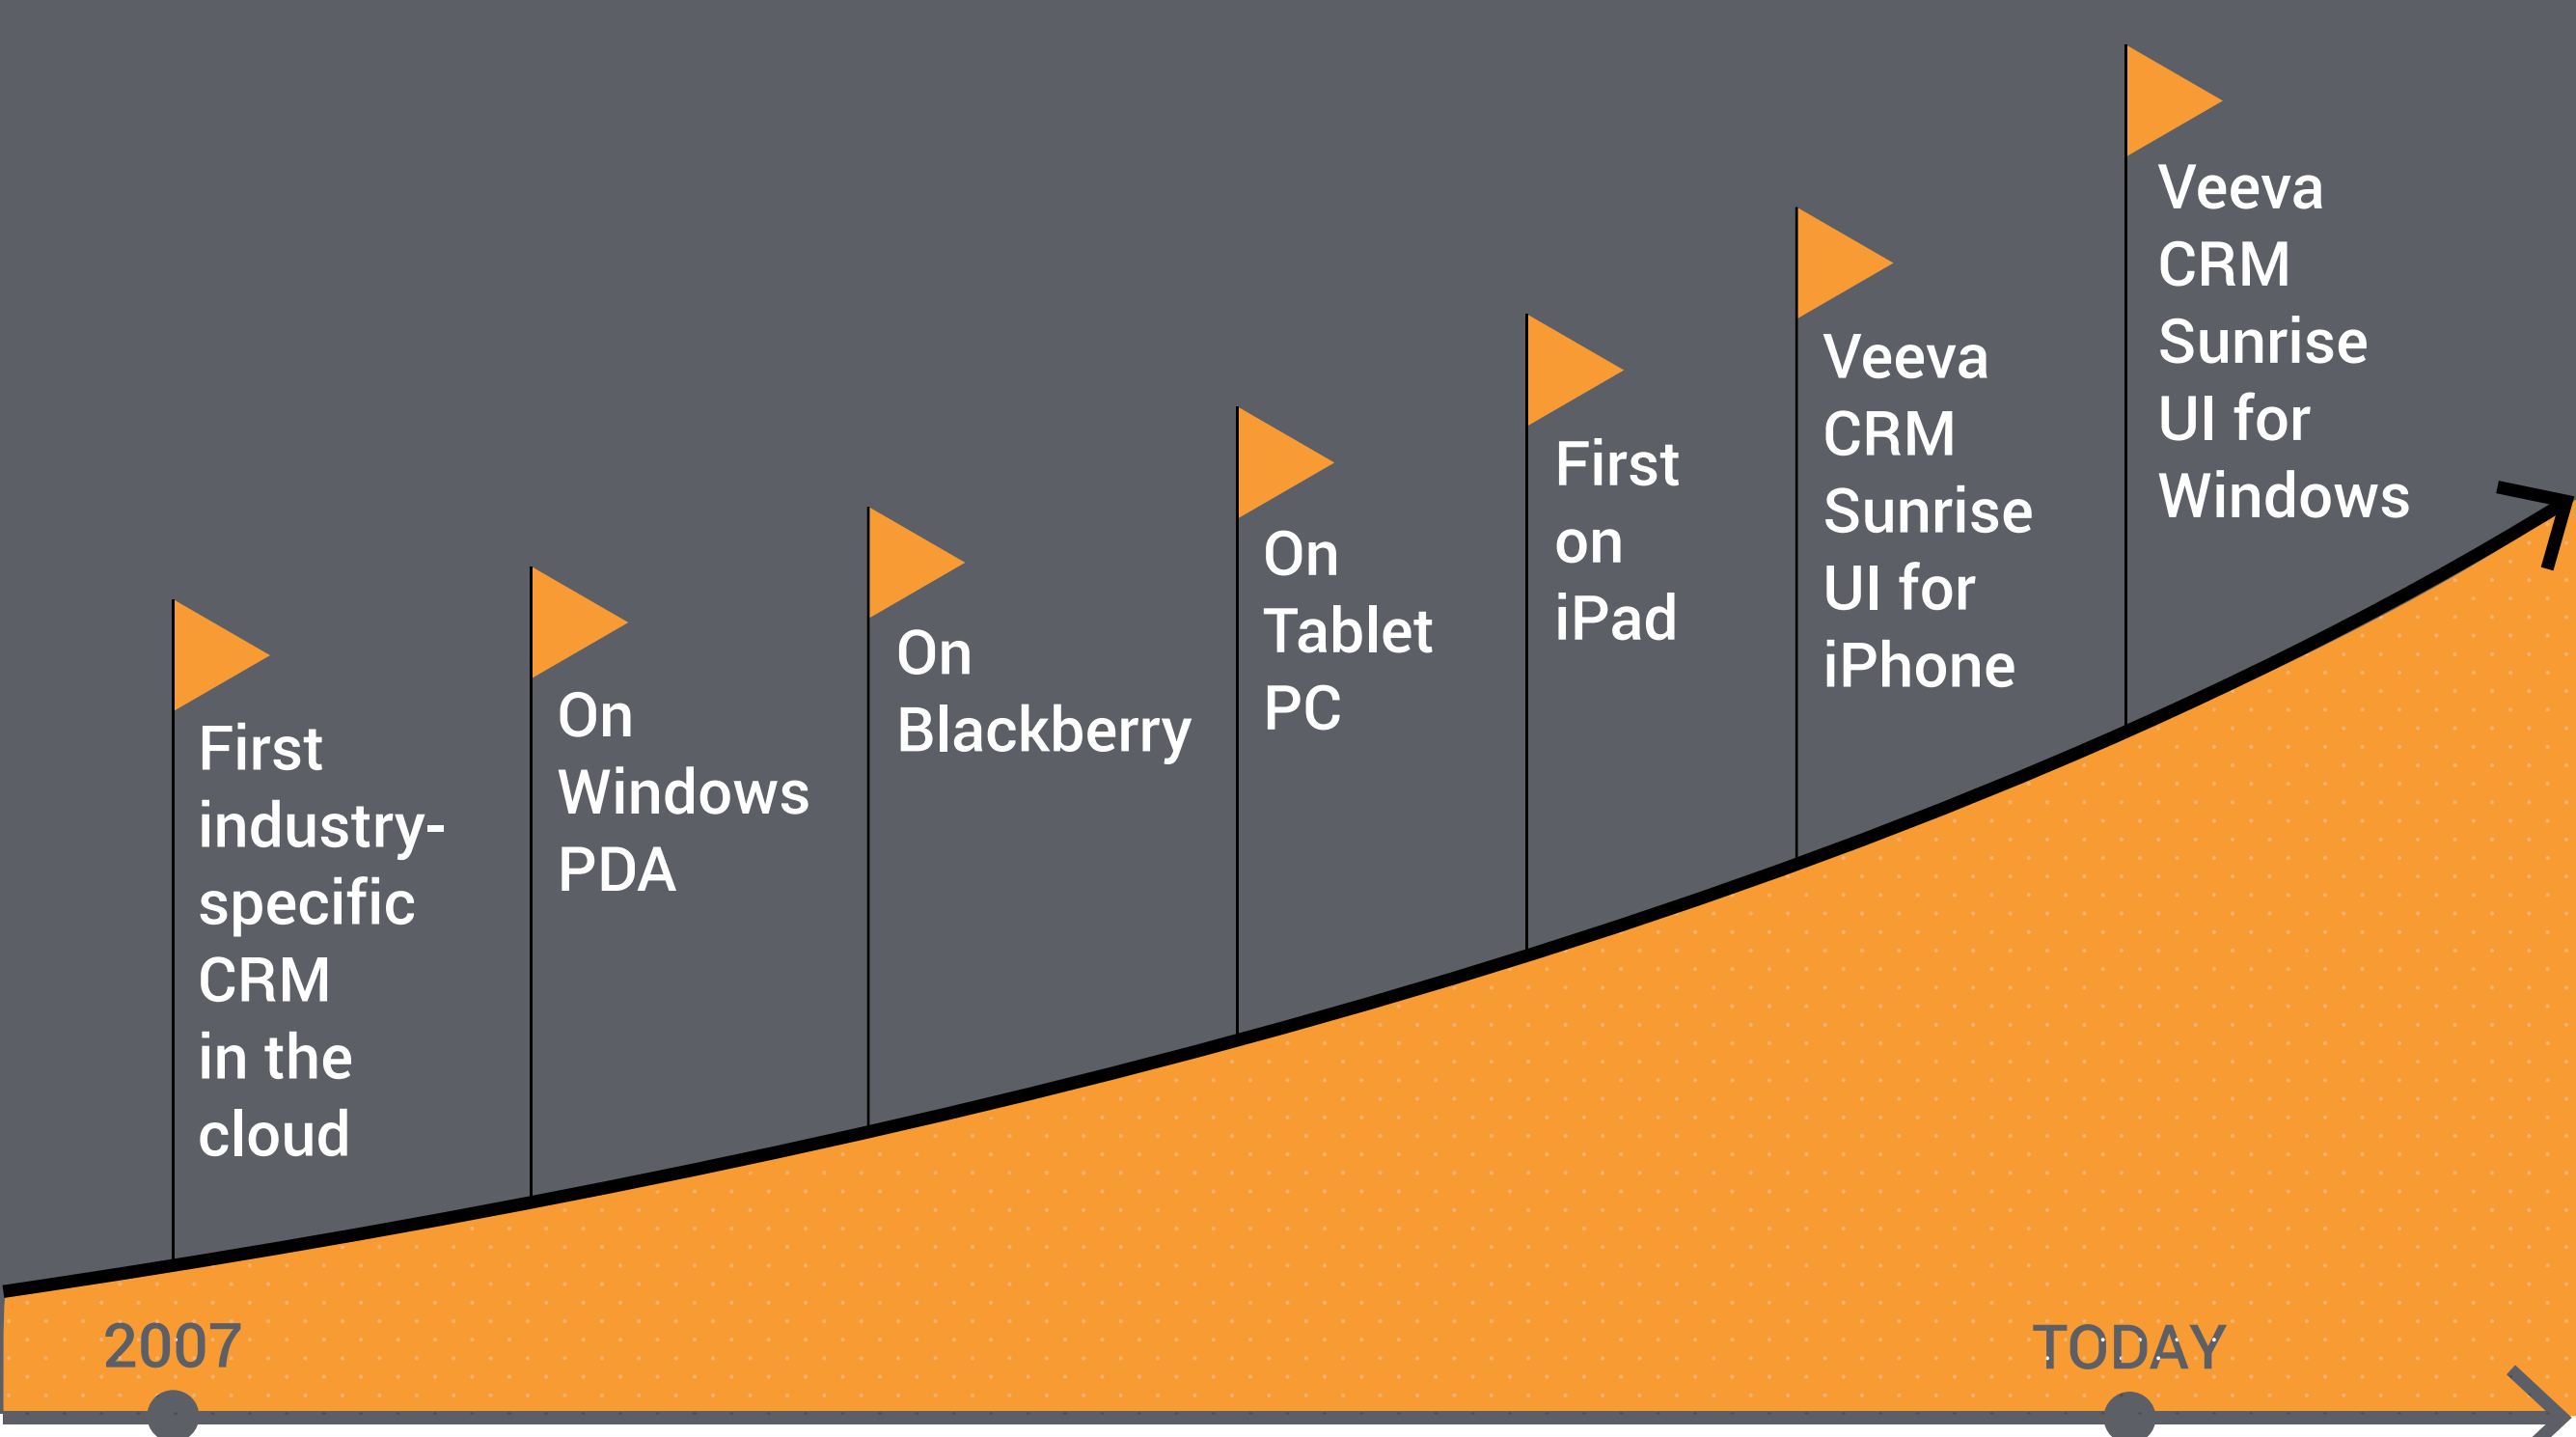 First
industry-
specific
CRM
in the
cloud
On
Windows
PDA
On
Blackberry
On
Tablet
PC
First
on
iPad
Veeva
CRM
Sunrise
UI for
iPhone
Veeva
CRM
Sunrise
UI for
Windows
2007
TODAY